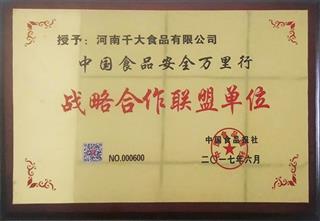 授予：河南千大食品有限公司
中国食品安全万里行
战略合作联盟单位
中国食品报社
NO.000600
二〇一七年六月